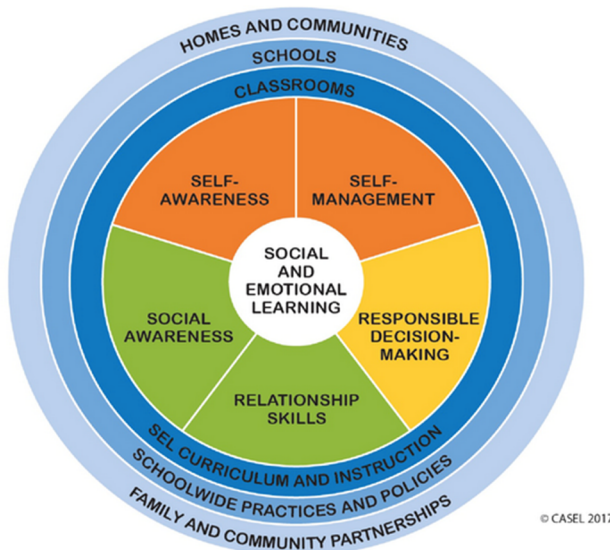 HOMES AND COMMUNITIES
SCHOOLS
CLASSROOMS
SELF-
AWARENESS
SELF-
MANAGEMENT
SOCIAL
AND
EMOTIONAL
LEARNING
SOCIAL
AWARENESS
RESPONSIBLE
DECISION-
MAKING
RELATIONSHIP
SKILLS
SEL CURRICULUM AND INSTRUCTION
SCHOOLWIDE PRACTICES AND POLICIES
FAMILY AND COMMUNITY PARTNERSHIPS
© CASEL 2017